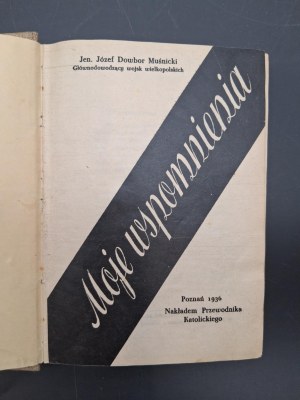 Jen. Józef Dowbor Muśnicki
Głównodowodzący wojsk wielkopolskich
Moje wspomnienia
Poznań 1936
Nakładem Przewodnika
Katolickiego